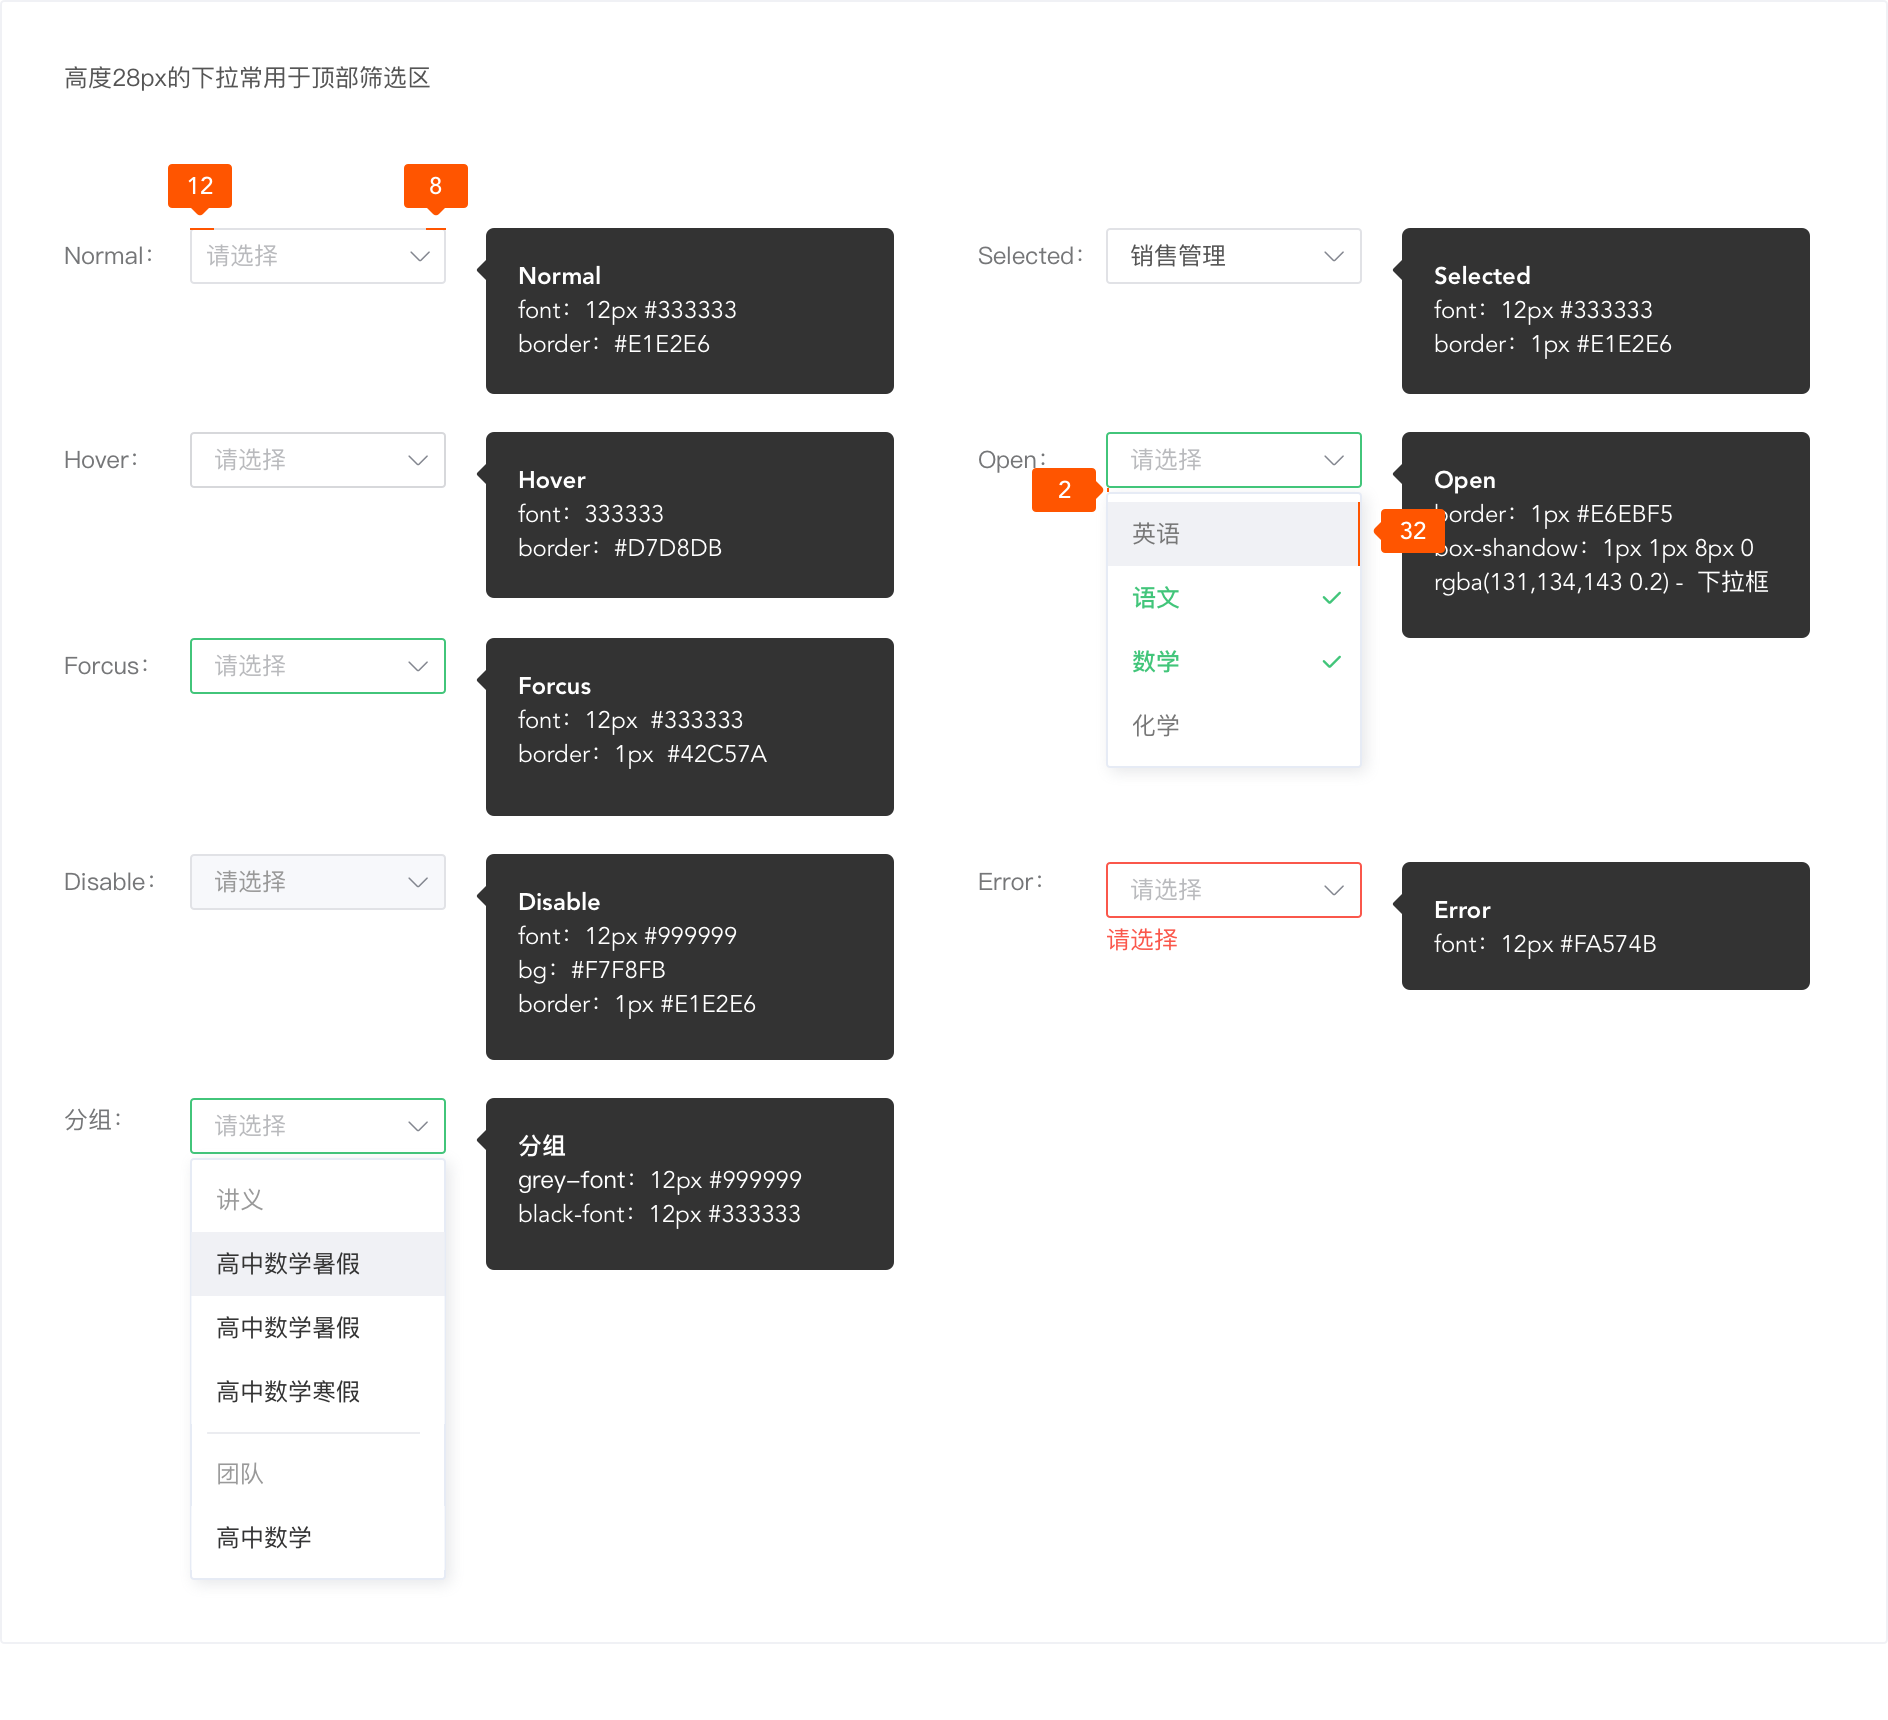 高度28px的下拉常用于顶部筛选区
12
8
Normal：
请选择
Normal
font：12px #333333
border：#E1E2E6
Selected：
销售管理
Selected
font：12px #333333
border：1px #E1E2E6
Hover：
请选择
Hover
font：333333
border：#D7D8DB
Open：
请选择
2
英语
32
语文
数学
化学
Open
border：1px #E6EBF5
box-shandow：1px 1px 8px 0
rgba(131,134,143 0.2) - 下拉框
Forcus：
请选择
Forcus
font：12px #333333
border：1px #42C57A
Disable：
请选择
Disable
font：12px #999999
bg：#F7F8FB
border：1px #E1E2E6
Error：
请选择
请选择
Error
font：12px #FA574B
分组：
请选择
讲义
高中数学暑假
高中数学暑假
高中数学寒假
团队
高中数学
分组
grey–font：12px #999999
black-font：12px #333333